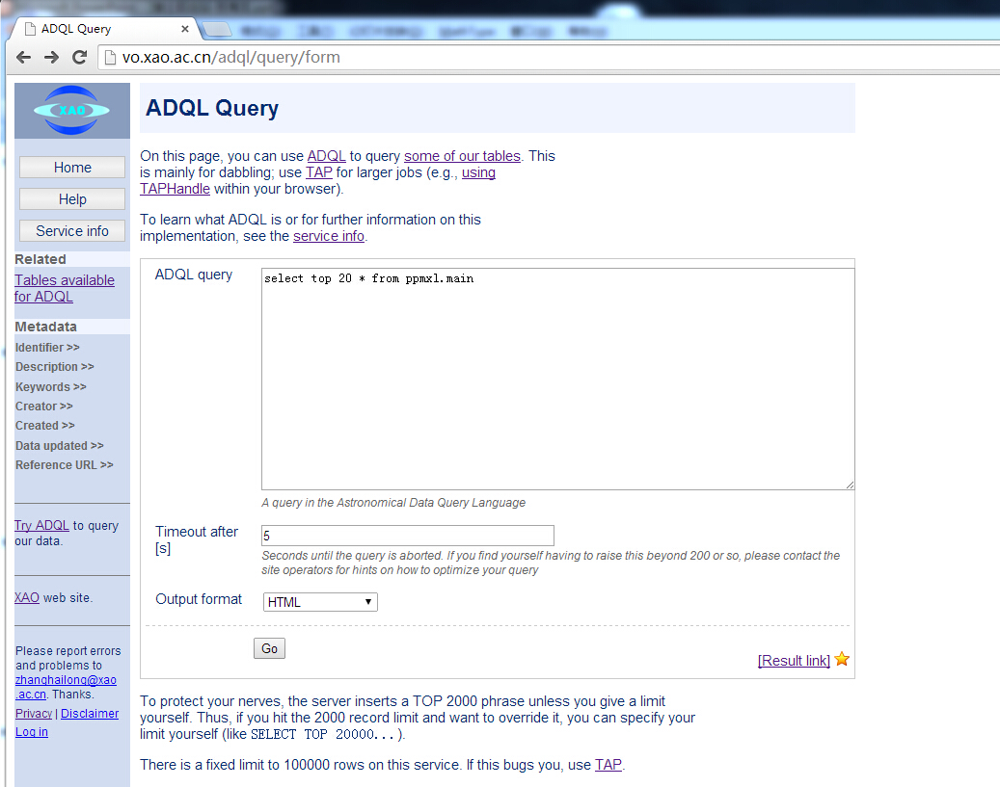 ADQL Query
vo.xao.ac.cn/adql/query/form
XAO
Home
Help
Service info
Related
Tables available
for ADQL
Metadata
Identifier >>
Description >>
Keywords >>
Creator >>
Created >>
Data updated >>
Reference URL >>
Try ADQL to query
our data.
XAO web site.
Please report errors
and problems to
zhanghailong@xao
.ac.cn. Thanks.
Privacy | Disclaimer
Log in
ADQL Query
On this page, you can use ADQL to query some of our tables. This
is mainly for dabbling; use TAP for larger jobs (e.g., using
TAPHandle within your browser).
To learn what ADQL is or for further information on this
implementation, see the service info.
ADQL query
select top 20 * from ppmxl.main
A query in the Astronomical Data Query Language
Timeout after
[s]
5
Seconds until the query is aborted. If you find yourself having to raise this beyond 200 or so, please contact the
site operators for hints on how to optimize your query
Output format
HTML
Go
[Result link]
To protect your nerves, the server inserts a TOP 2000 phrase unless you give a limit
yourself. Thus, if you hit the 2000 record limit and want to override it, you can specify your
limit yourself (like SELECT TOP 20000...).
There is a fixed limit to 100000 rows on this service. If this bugs you, use TAP.